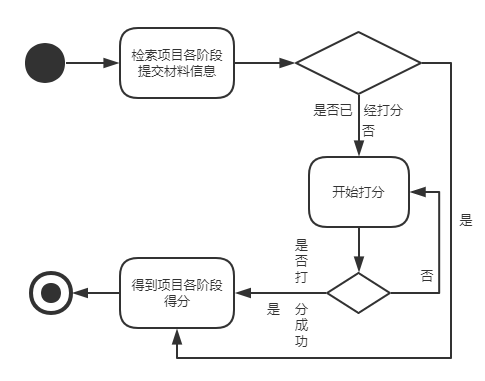 检索项目各阶段
提交材料信息
是否已 经打分
否
开始打分
是
是
否
打
分
成
功
否
是
得到项目各阶段
得分